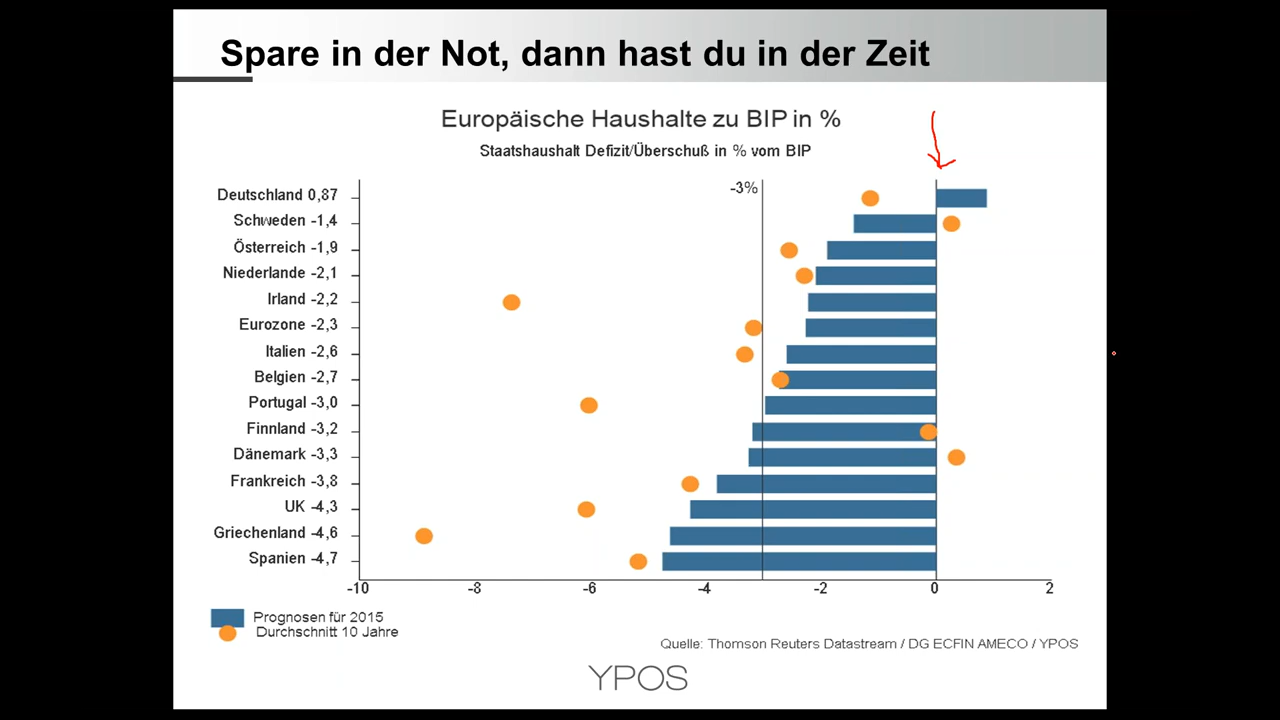 Spare in der Not, dann hast du in der Zeit
Europäische Haushalte zu BIP in %
Staatshaushalt Defizit/Überschuß in % vom BIP
-3%
Deutschland 0,87
Schweden -1,4
Österreich -1,9
Niederlande -2,1
Irland -2,2
Eurozone -2,3
Italien -2,6
Belgien -2,7
Portugal -3,0
Finnland -3,2
Dänemark -3,3
Frankreich -3,8
UK -4,3
Griechenland -4,6
Spanien -4,7
-10 -8 -6 -4 -2 0 2
Prognosen für 2015
Durchschnitt 10 Jahre
Quelle: Thomson Reuters Datastream / DG ECFIN AMECO / YPOS
YPOS